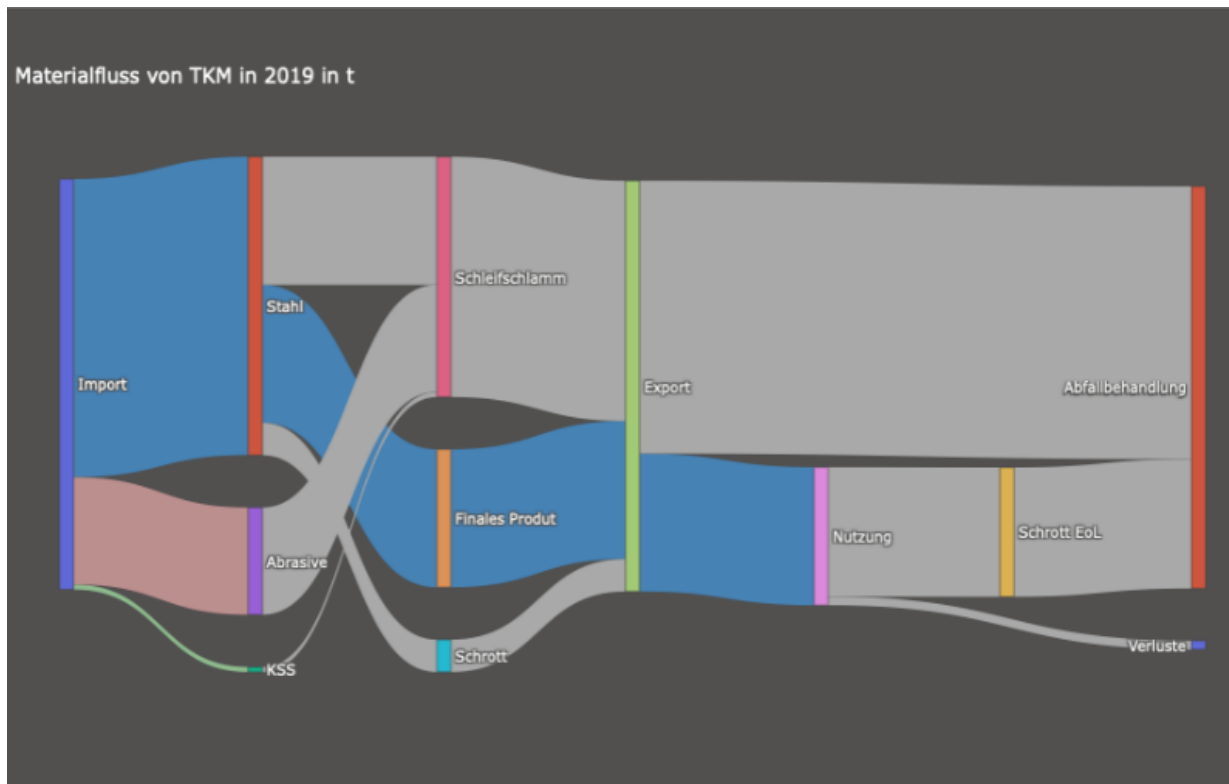 Materialfluss von TKM in 2019 in t
Schleifschlamm
Stahl
Import
Export
Abfallbehandlung
Finales Produt
Nutzung
Schrott EoL
Abrasive
Verluste
Schrott
KSS